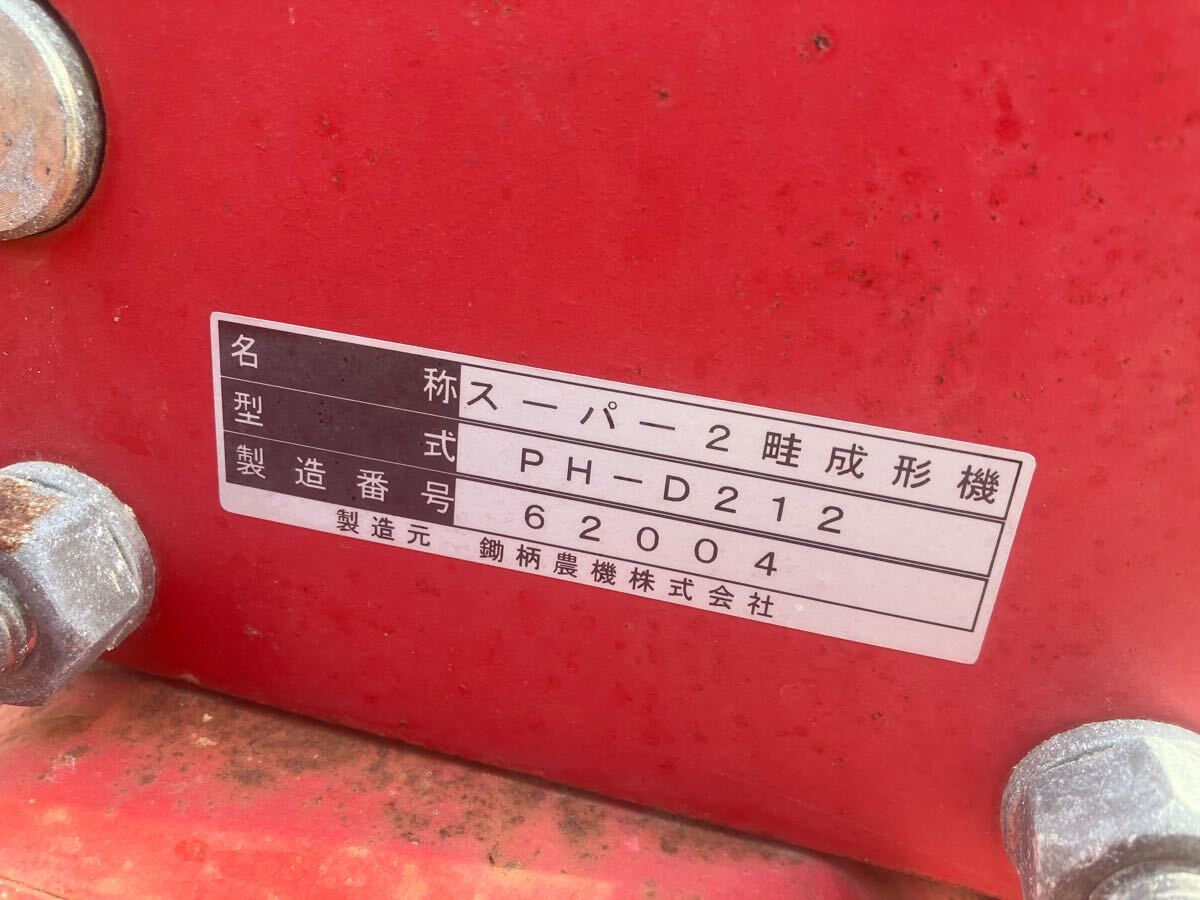 名称 スーパー2畦成形機
型式 PH-D212
製造番号 62004
製造元 鋤柄農機株式会社